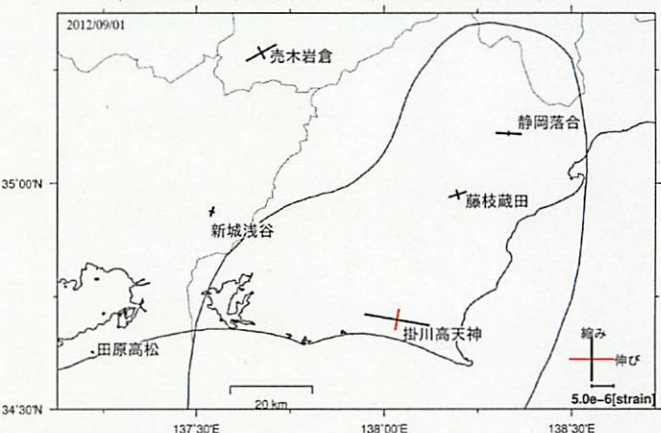 2012/09/01
売木岩倉
静岡落合
35°00'N
藤枝蔵田
新城浅谷
掛川高天神
縮み
田原高松
伸び
5.0e-6[strain]
20 km
34°30'N
137°30'E
138°00'E
138°30'E